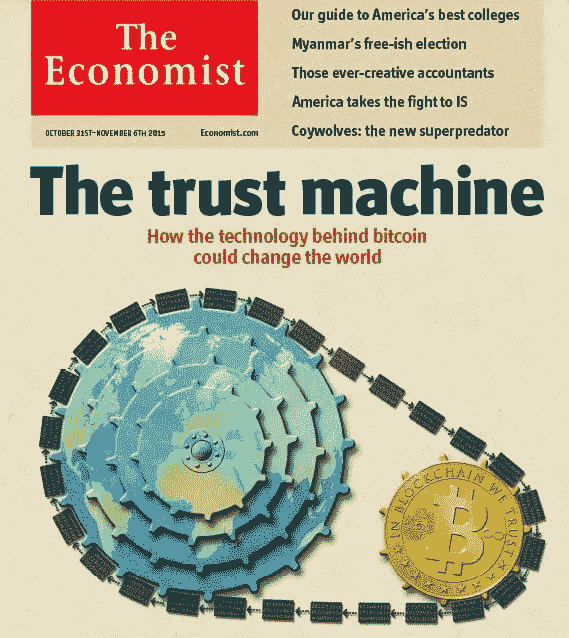 The
Economist
OCTOBER 31ST–NOVEMBER 6TH 2015
Economist.com
Our guide to America's best colleges
Myanmar's free-ish election
Those ever-creative accountants
America takes the fight to IS
Coywolves: the new superpredator
The trust machine
How the technology behind bitcoin
could change the world
IN BLOCKCHAIN WE TRUST